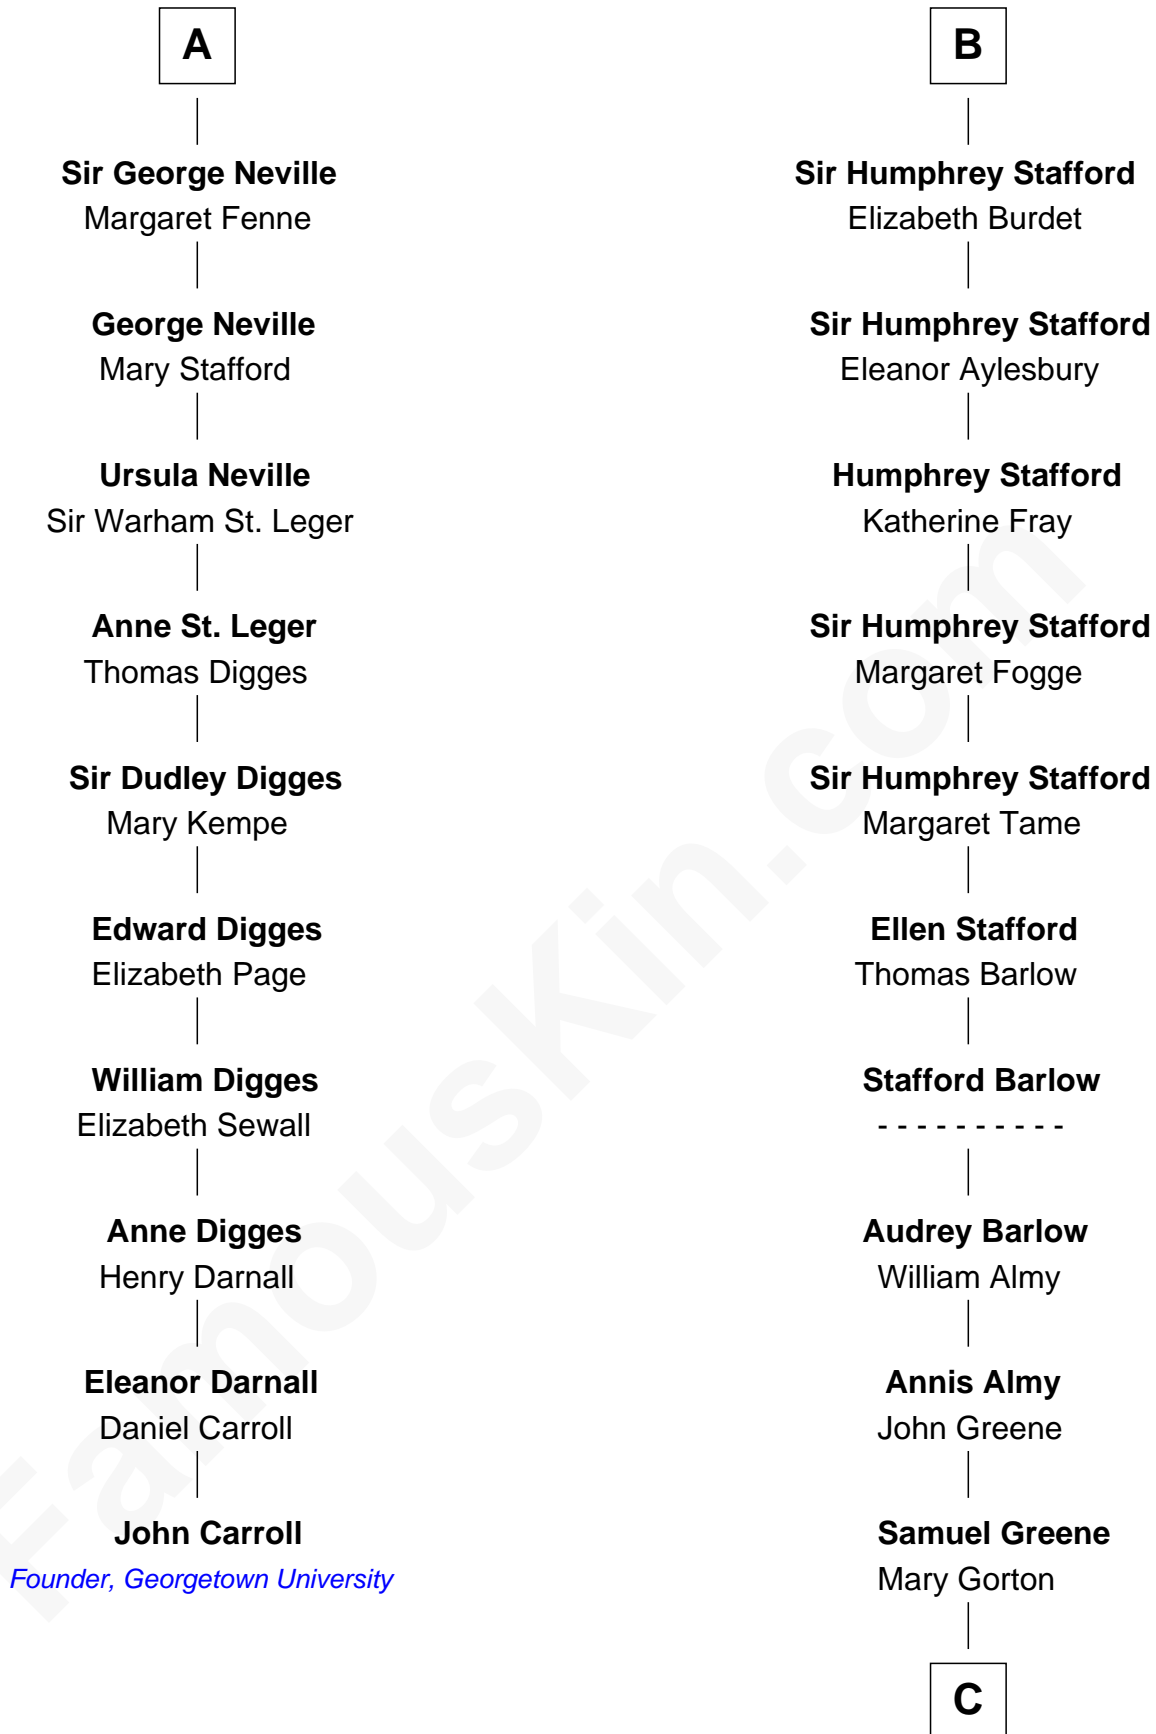 A
Sir George Neville
Margaret Fenne
George Neville
Mary Stafford
Ursula Neville
Sir Warham St. Leger
Anne St. Leger
Thomas Digges
Sir Dudley Digges
Mary Kempe
Edward Digges
Elizabeth Page
William Digges
Elizabeth Sewall
Anne Digges
Henry Darnall
Eleanor Darnall
Daniel Carroll
John Carroll
Founder, Georgetown University
B
Sir Humphrey Stafford
Elizabeth Burdet
Sir Humphrey Stafford
Eleanor Aylesbury
Humphrey Stafford
Katherine Fray
Sir Humphrey Stafford
Margaret Fogge
Sir Humphrey Stafford
Margaret Tame
Ellen Stafford
Thomas Barlow
Stafford Barlow
- - - - - - - - - -
Audrey Barlow
William Almy
Annis Almy
John Greene
Samuel Greene
Mary Gorton
C
FamousKin.com